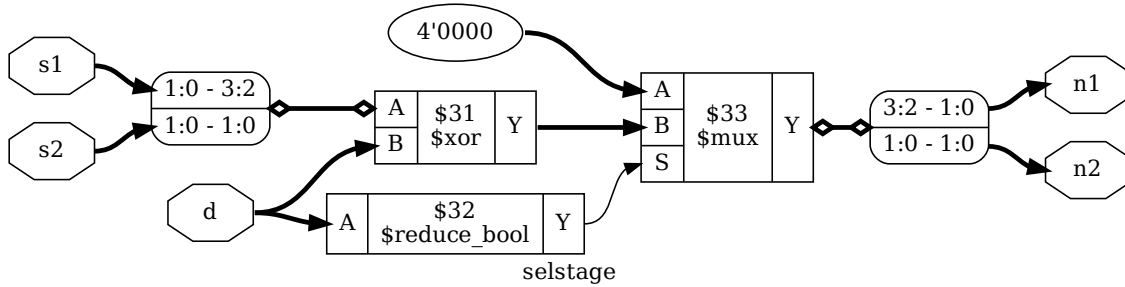 4'0000
s1
1:0 - 3:2
1:0 - 1:0
s2
A
B
$31
$xor
Y
A
B
S
$33
$mux
Y
3:2 - 1:0
1:0 - 1:0
n1
n2
d
A
$32
$reduce_bool
Y
selstage